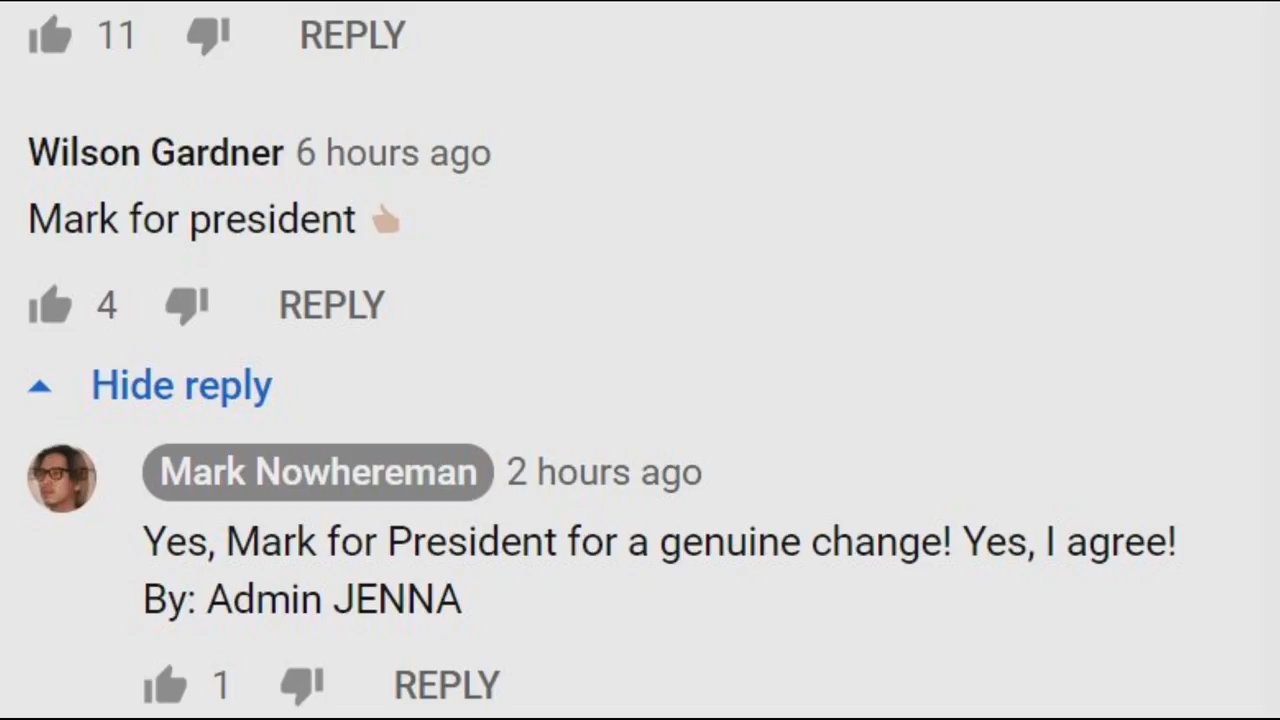 11 REPLY
Wilson Gardner 6 hours ago
Mark for president
4 REPLY
Hide reply
Mark Nowhereman 2 hours ago
Yes, Mark for President for a genuine change! Yes, I agree!
By: Admin JENNA
1 REPLY